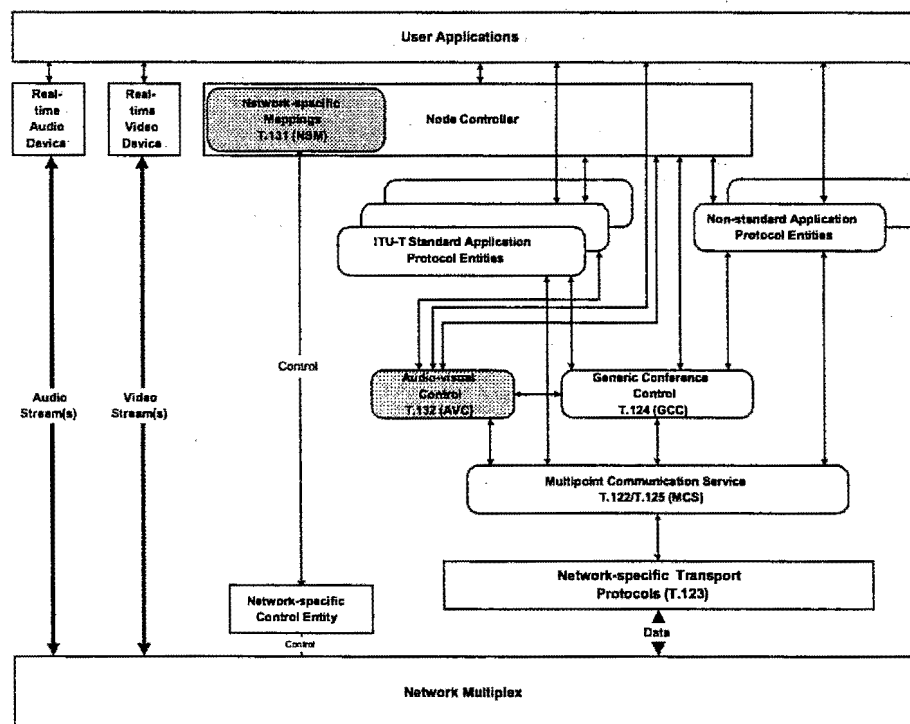 User Applications
Real-
time
Audio
Device
Real-
time
Video
Device
Network-specific
Mappings
T.131 (NSM)
Node Controller
ITU-T Standard Application
Protocol Entities
Non-standard Application
Protocol Entities
Control
Audio
Stream(s)
Video
Stream(s)
Audio-visual
Control
T.132 (AVC)
Generic Conference
Control
T.124 (GCC)
Multipoint Communication Service
T.122/T.125 (MCS)
Network-specific Transport
Protocols (T.123)
Network-specific
Control Entity
Control
Data
Network Multiplex